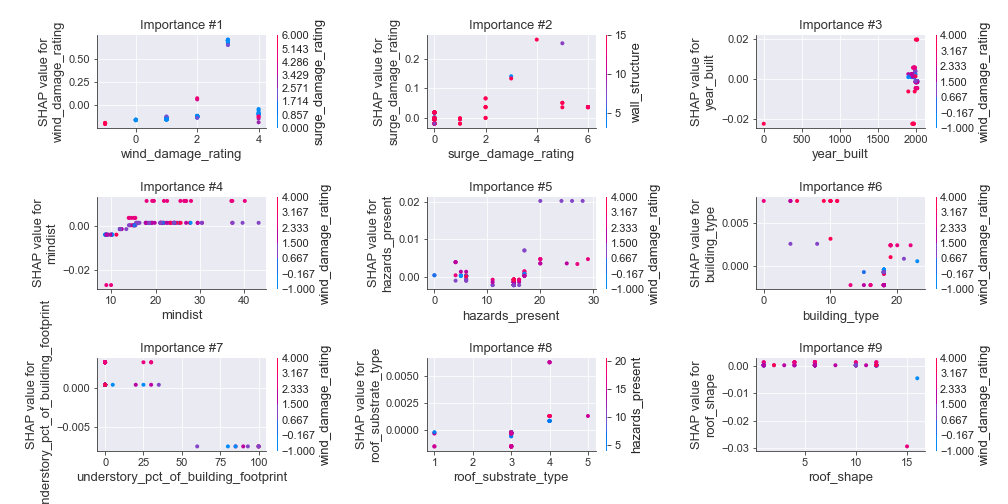 Importance #1
SHAP value for
wind_damage_rating
0.50
0.25
0.00
0
2
4
wind_damage_rating
6.000
5.143
4.286
3.429
2.571
1.714
0.857
0.000
surge_damage_rating
Importance #2
SHAP value for
surge_damage_rating
0.2
0.1
0.0
0
2
4
6
surge_damage_rating
15
10
5
wall_structure
Importance #3
SHAP value for
year_built
0.02
0.00
−0.02
0
500
1000
1500
2000
year_built
4.000
3.167
2.333
1.500
0.667
−0.167
−1.000
wind_damage_rating
Importance #4
SHAP value for
mindist
0.00
−0.02
10
20
30
40
mindist
4.000
3.167
2.333
1.500
0.667
−0.167
−1.000
wind_damage_rating
Importance #5
SHAP value for
hazards_present
0.02
0.01
0.00
0
10
20
30
hazards_present
4.000
3.167
2.333
1.500
0.667
−0.167
−1.000
wind_damage_rating
Importance #6
SHAP value for
building_type
0.005
0.000
0
10
20
building_type
4.000
3.167
2.333
1.500
0.667
−0.167
−1.000
wind_damage_rating
Importance #7
SHAP value for
0.000
−0.005
0
25
50
75
100
understory_pct_of_building_footprint
4.000
3.167
2.333
1.500
0.667
−0.167
−1.000
wind_damage_rating
Importance #8
SHAP value for
roof_substrate_type
0.0050
0.0025
0.0000
1
2
3
4
5
roof_substrate_type
20
15
10
5
hazards_present
Importance #9
SHAP value for
roof_shape
0.00
−0.01
−0.02
−0.03
5
10
15
roof_shape
4.000
3.167
2.333
1.500
0.667
−0.167
−1.000
wind_damage_rating